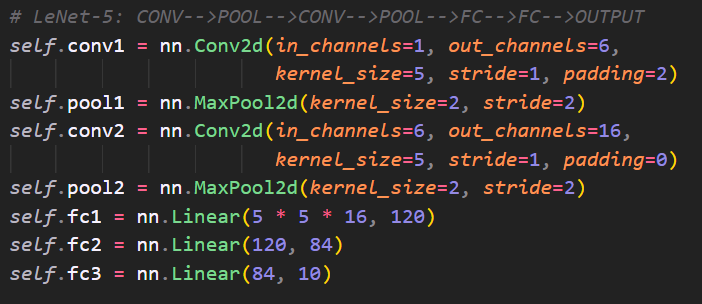 # LeNet-5: CONV-->POOL-->CONV-->POOL-->FC-->FC-->OUTPUT
self.conv1 = nn.Conv2d(in_channels=1, out_channels=6,
kernel_size=5, stride=1, padding=2)
self.pool1 = nn.MaxPool2d(kernel_size=2, stride=2)
self.conv2 = nn.Conv2d(in_channels=6, out_channels=16,
kernel_size=5, stride=1, padding=0)
self.pool2 = nn.MaxPool2d(kernel_size=2, stride=2)
self.fc1 = nn.Linear(5 * 5 * 16, 120)
self.fc2 = nn.Linear(120, 84)
self.fc3 = nn.Linear(84, 10)